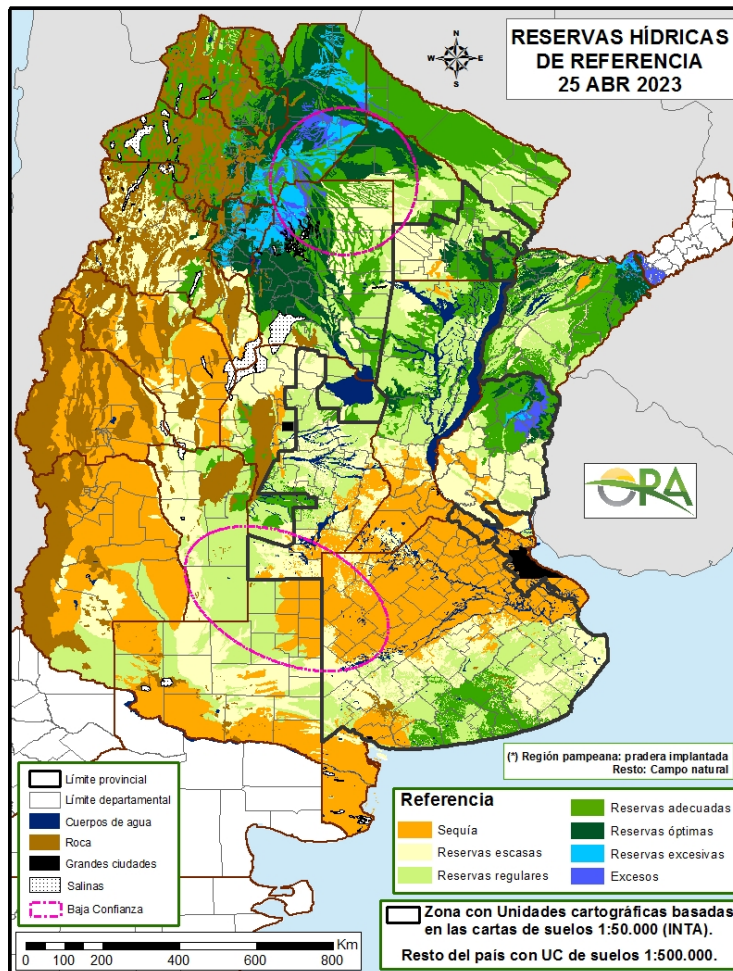 RESERVAS HÍDRICAS
DE REFERENCIA
25 ABR 2023
N
W
E
S
ORA
(*) Región pampeana: pradera implantada
Resto: Campo natural
Límite provincial
Límite departamental
Cuerpos de agua
Roca
Grandes ciudades
Salinas
Baja Confianza
Referencia
Sequía
Reservas escasas
Reservas regulares
Reservas adecuadas
Reservas óptimas
Reservas excesivas
Excesos
Km
0 100 200 400 600 800
Zona con Unidades cartográficas basadas
en las cartas de suelos 1:50.000 (INTA).
Resto del país con UC de suelos 1:500.000.